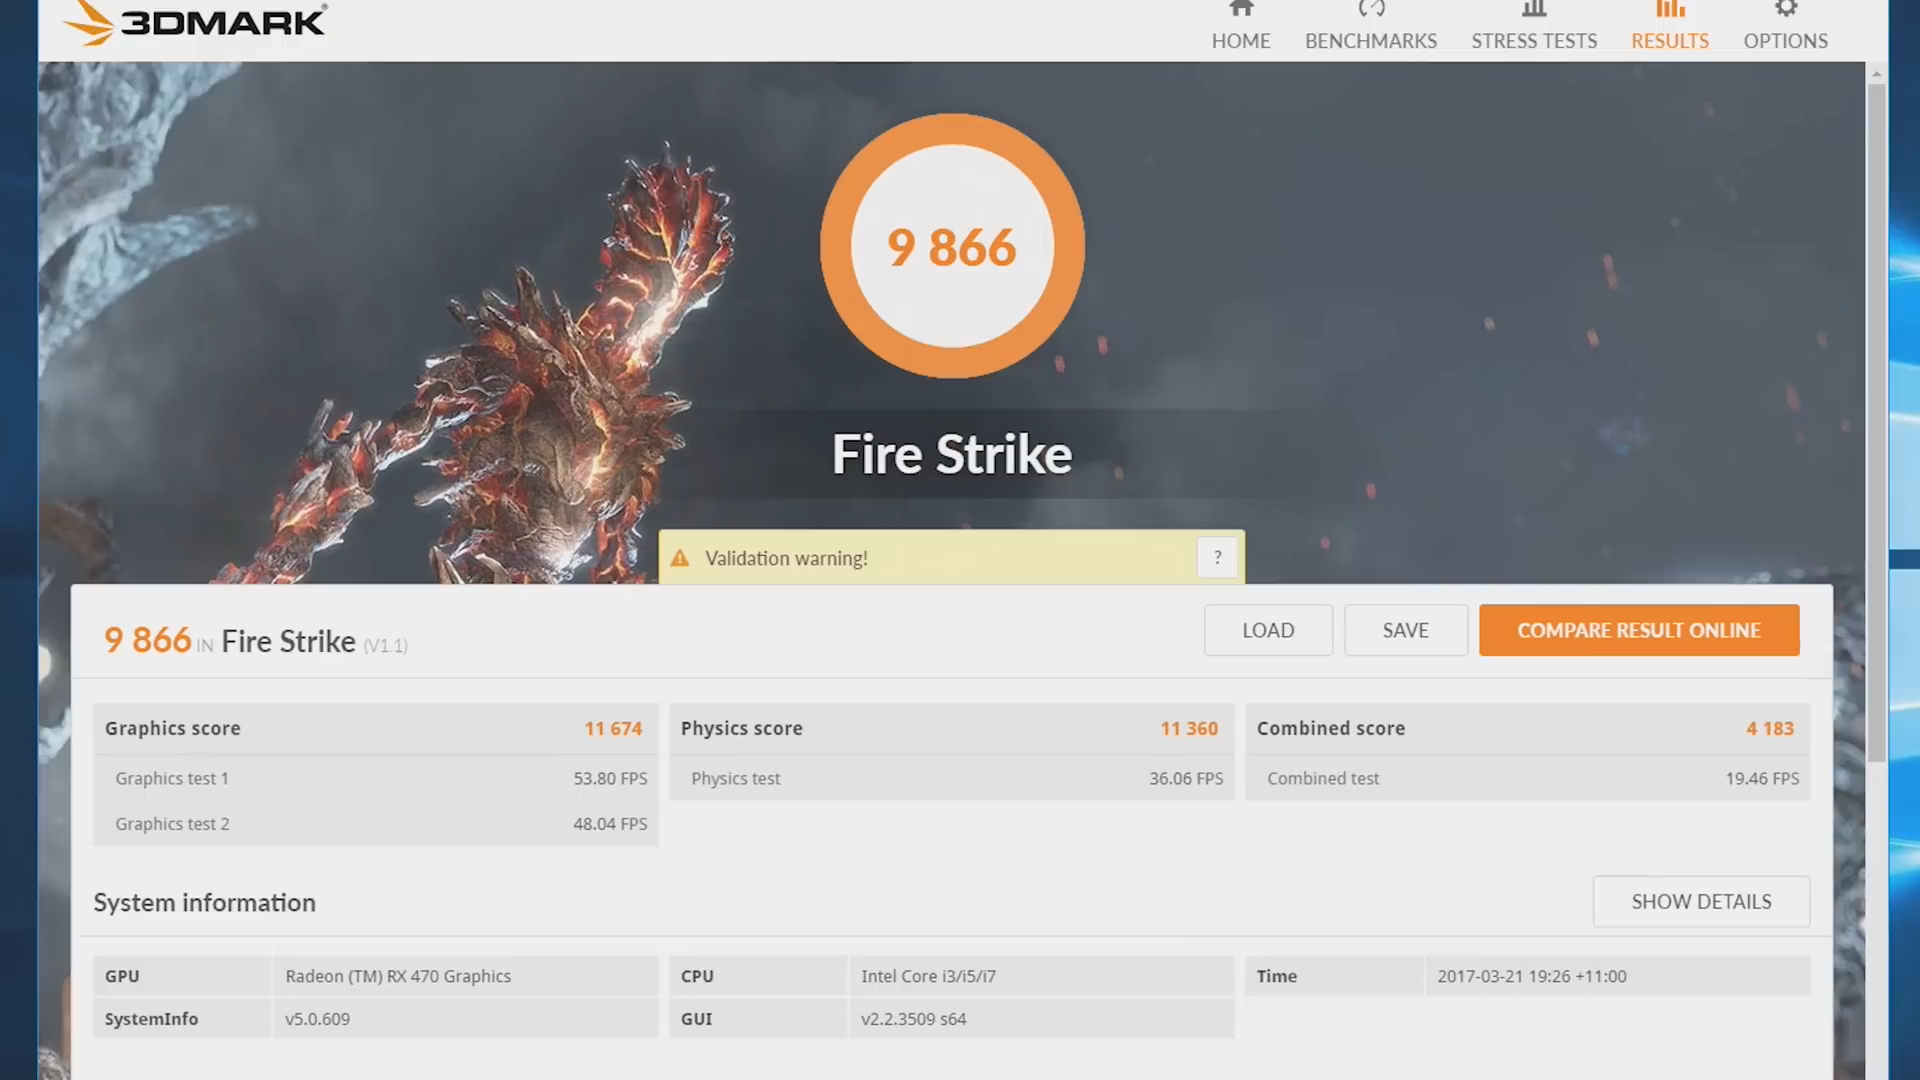 3DMARK
HOME
BENCHMARKS
STRESS TESTS
RESULTS
OPTIONS
9 866
Fire Strike
Validation warning!
?
9 866 IN Fire Strike (V1.1)
LOAD
SAVE
COMPARE RESULT ONLINE
Graphics score 11 674
Graphics test 1 53.80 FPS
Graphics test 2 48.04 FPS
Physics score 11 360
Physics test 36.06 FPS
Combined score 4 183
Combined test 19.46 FPS
System information
SHOW DETAILS
GPU Radeon (TM) RX 470 Graphics
CPU Intel Core i3/i5/i7
Time 2017-03-21 19:26 +11:00
SystemInfo v5.0.609
GUI v2.2.3509 s64